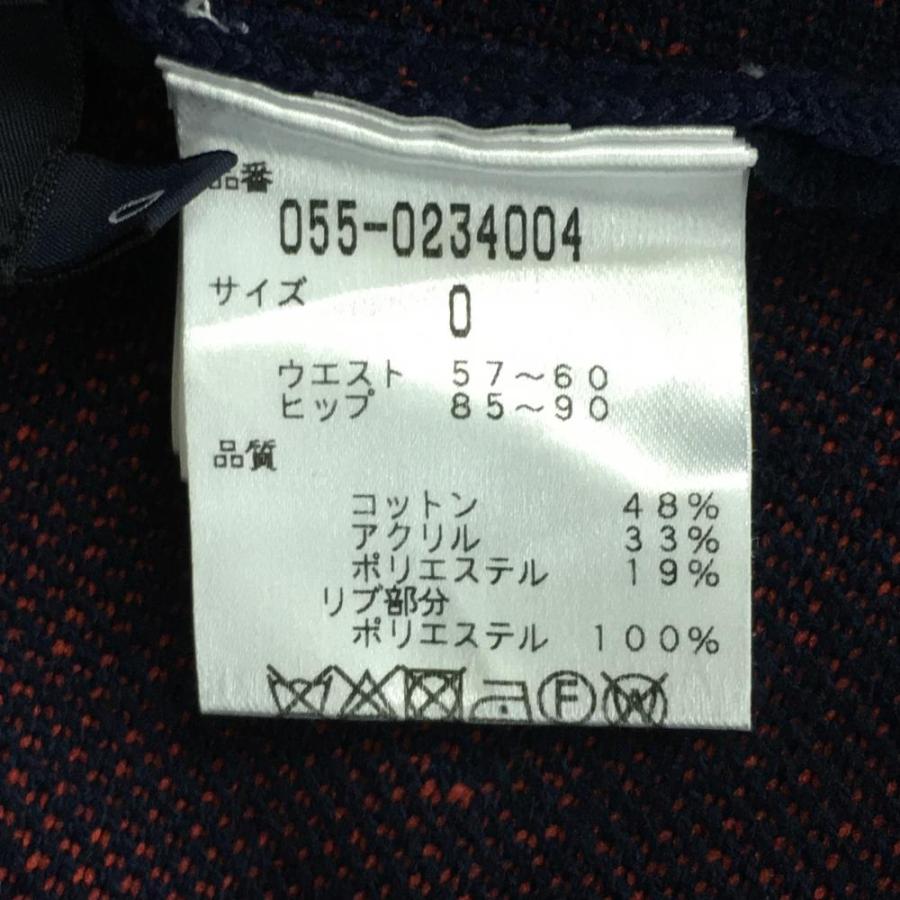 品番
055-0234004
サイズ
0
ウエスト 57～60
ヒップ 85～90
品質
コットン 48%
アクリル 33%
ポリエステル 19%
リブ部分
ポリエステル 100%
F W
0